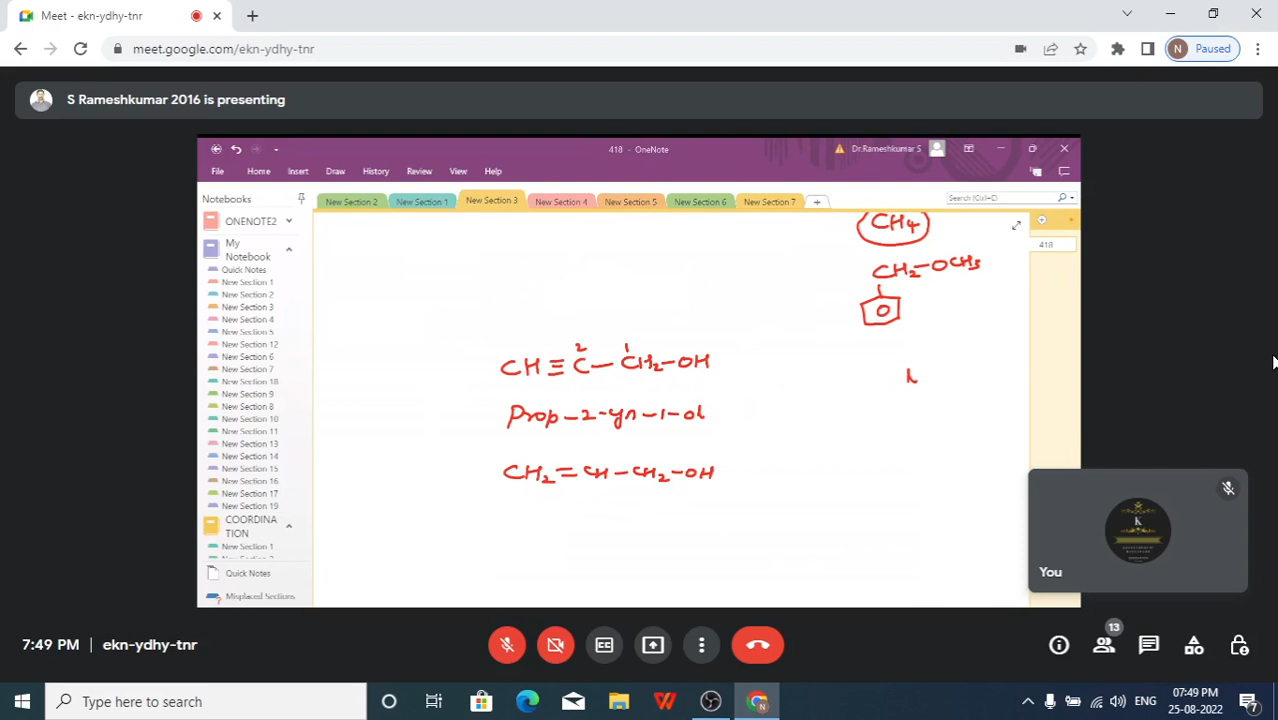 Meet - ekn-ydhy-tnr
meet.google.com/ekn-ydhy-tnr
N Paused
S Rameshkumar 2016 is presenting
418 - OneNote
Dr.Rameshkumar S
File Home Insert Draw History Review View Help
Notebooks
New Section 2 New Section 1 New Section 3 New Section 4 New Section 5 New Section 6 New Section 7
Search (Ctrl+E)
ONENOTE2
My Notebook
Quick Notes
New Section 1
New Section 2
New Section 3
New Section 4
New Section 5
New Section 12
New Section 6
New Section 7
New Section 18
New Section 9
New Section 8
New Section 10
New Section 11
New Section 13
New Section 14
New Section 15
New Section 16
New Section 17
New Section 19
COORDINATION
New Section 1
Quick Notes
Misplaced Sections
418
CH4
CH2-OCH3
2 1
CH≡C-CH2-OH
Prop-2-yn-1-ol
CH2=CH-CH2-OH
K
You
7:49 PM | ekn-ydhy-tnr
13
Type here to search
ENG
07:49 PM
25-08-2022
7